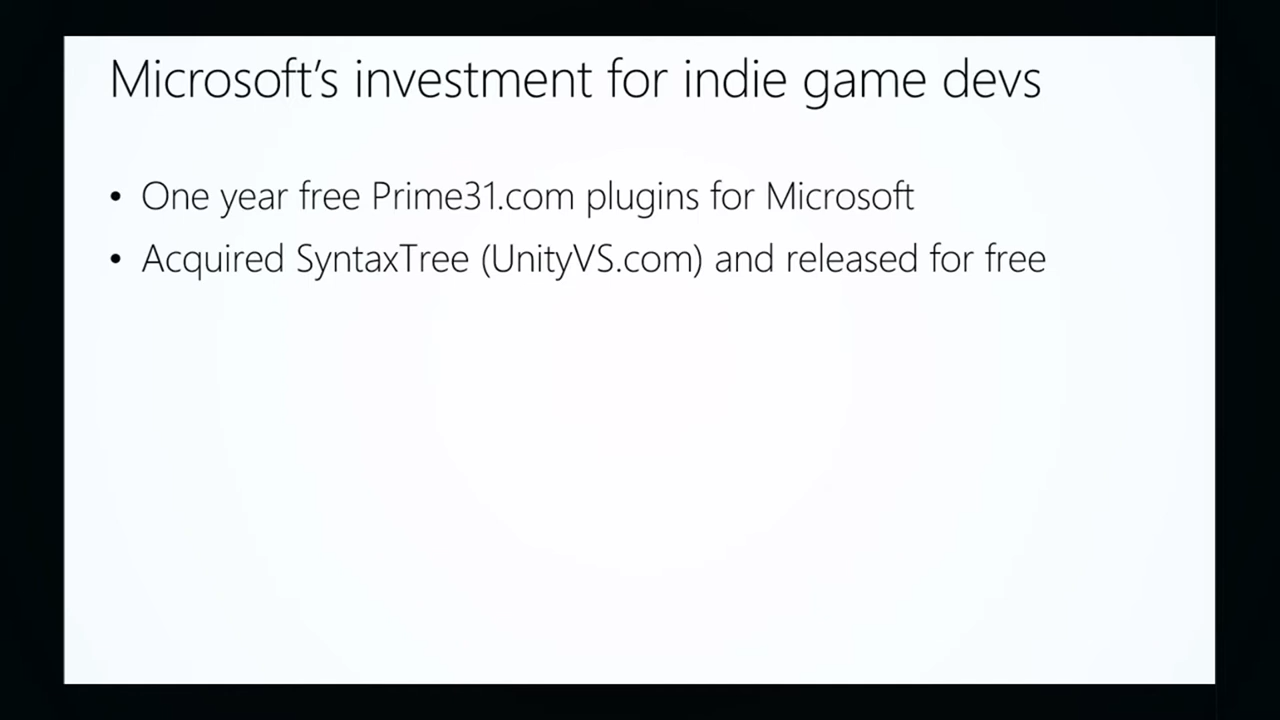 Microsoft's investment for indie game devs
• One year free Prime31.com plugins for Microsoft
• Acquired SyntaxTree (UnityVS.com) and released for free